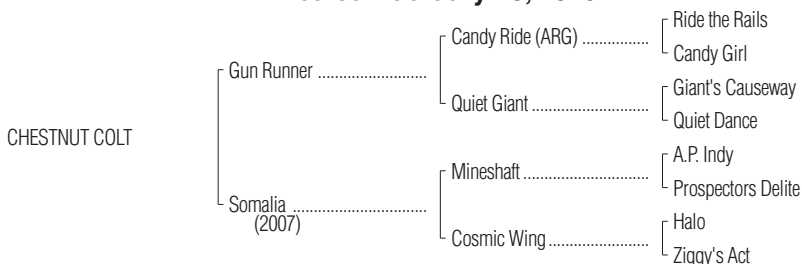 Ride the Rails
Candy Ride (ARG) ......................
Candy Girl
Gun Runner ..........................
Giant's Causeway
Quiet Giant ............................
Quiet Dance
CHESTNUT COLT
A.P. Indy
Mineshaft ..............................
Prospectors Delite
Somalia ................................
(2007)
Halo
Cosmic Wing ........................
Ziggy's Act